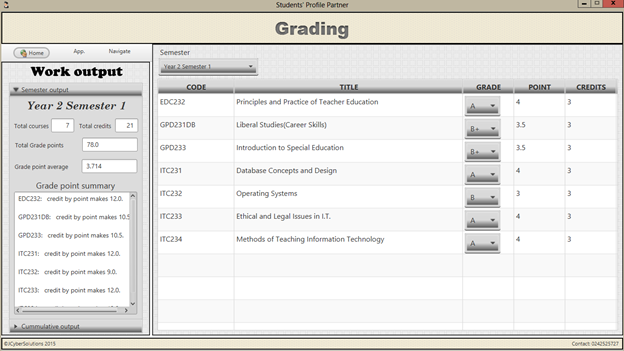 Students' Profile Partner
Grading
Home App. Navigate
Work output
Semester output
Year 2 Semester 1
Total courses 7 Total credits 21
Total Grade points 78.0
Grade point average 3.714
Grade point summary
EDC232: credit by point makes 12.0.
GPD231DB: credit by point makes 10.5
GPD233: credit by point makes 10.5.
ITC231: credit by point makes 12.0.
ITC232: credit by point makes 9.0.
ITC233: credit by point makes 12.0.
Cummulative output
Semester
Year 2 Semester 1
CODE TITLE GRADE POINT CREDITS
EDC232 Principles and Practice of Teacher Education A 4 3
GPD231DB Liberal Studies(Career Skills) B+ 3.5 3
GPD233 Introduction to Special Education B+ 3.5 3
ITC231 Database Concepts and Design A 4 3
ITC232 Operating Systems B 3 3
ITC233 Ethical and Legal Issues in I.T. A 4 3
ITC234 Methods of Teaching Information Technology A 4 3
©JCyberSolutions 2015 Contact: 0242523727